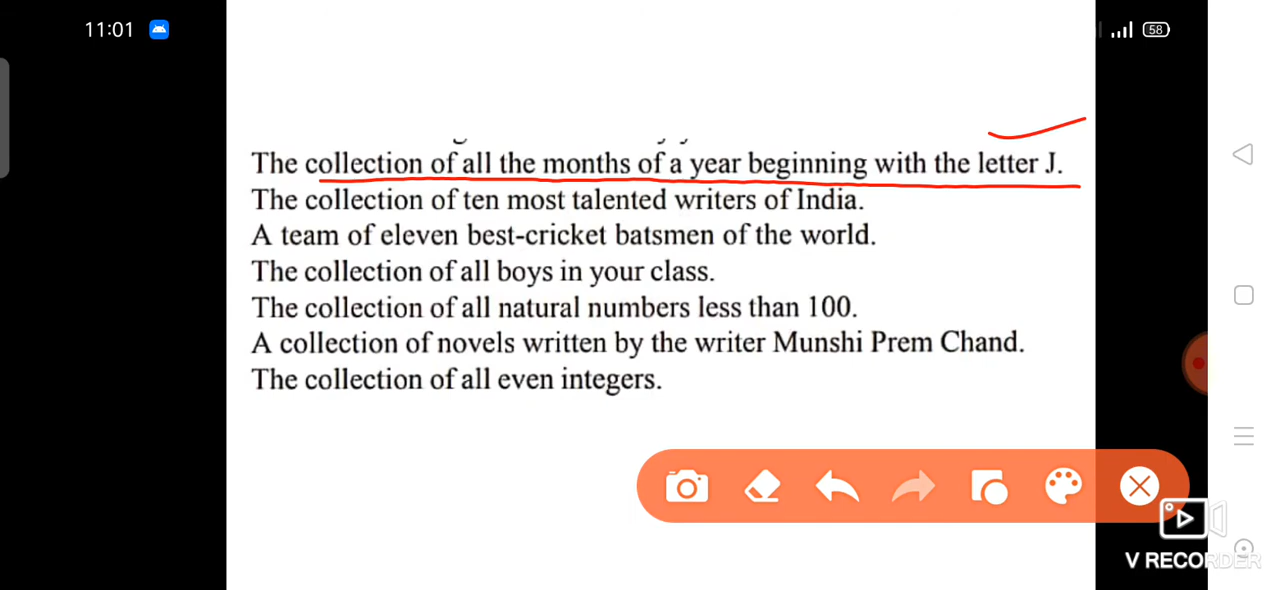 11:01
58
The collection of all the months of a year beginning with the letter J.
The collection of ten most talented writers of India.
A team of eleven best-cricket batsmen of the world.
The collection of all boys in your class.
The collection of all natural numbers less than 100.
A collection of novels written by the writer Munshi Prem Chand.
The collection of all even integers.
V RECORDER